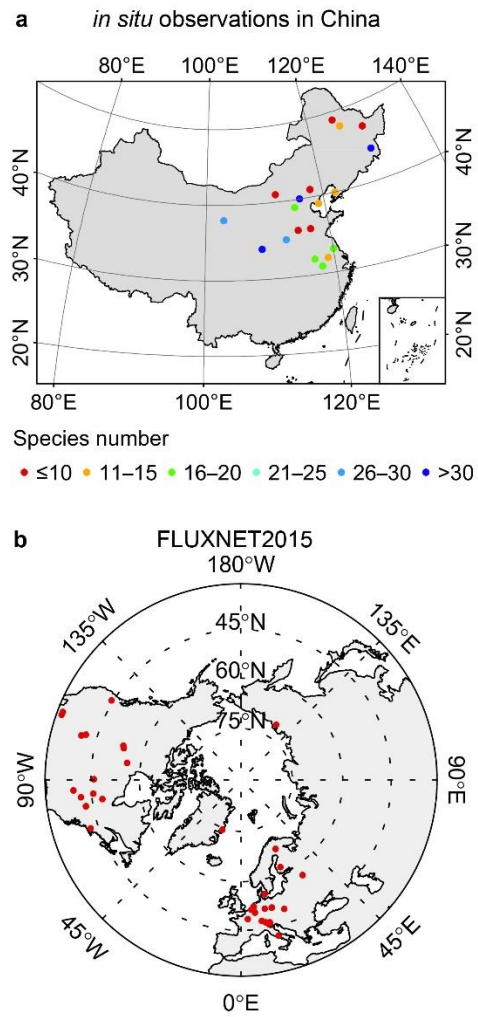 a in situ observations in China
80°E 100°E 120°E 140°E
40°N 40°N
30°N 30°N
20°N 20°N
80°E 100°E 120°E
Species number
≤10 11–15 16–20 21–25 26–30 >30
b FLUXNET2015
180°W
135°W 135°E
45°N
60°N
75°N
90°W 90°E
45°W 45°E
0°E